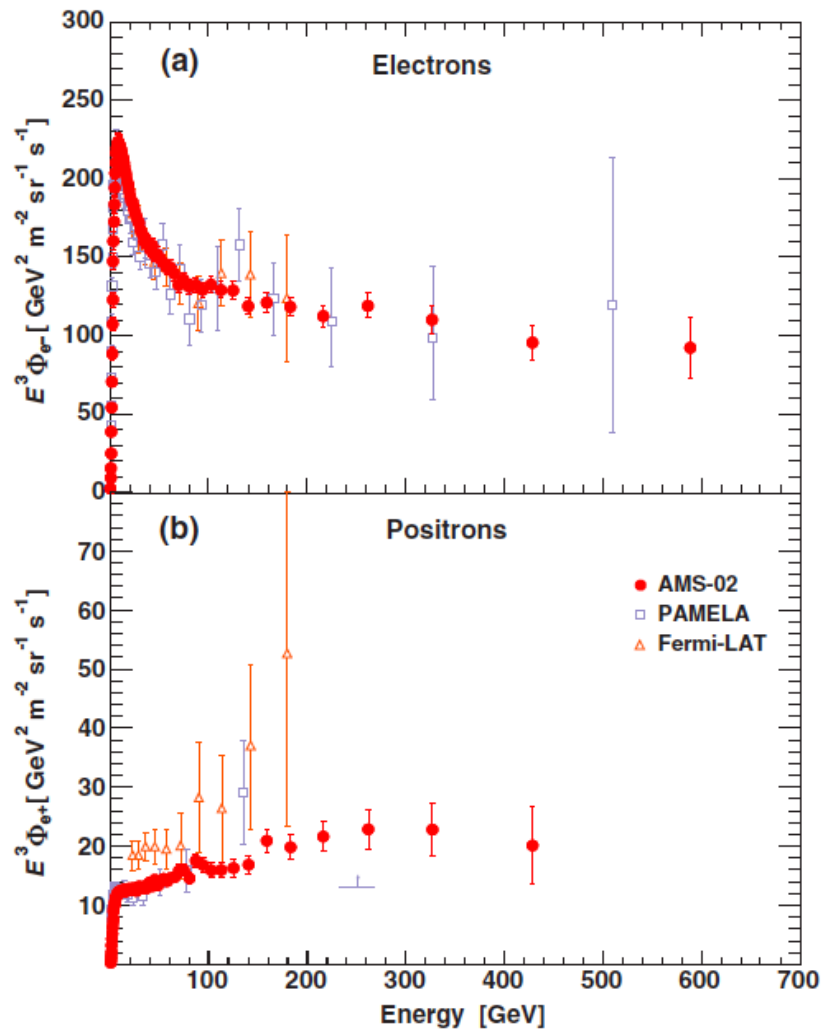 300
(a)
Electrons
250
200
150
100
50
0
E³Φe-[ GeV² m-² sr-¹ s-¹]
(b)
Positrons
70
60
50
40
30
20
10
E³Φe+[ GeV² m-² sr-¹ s-¹]
AMS-02
PAMELA
Fermi-LAT
100 200 300 400 500 600 700
Energy [GeV]